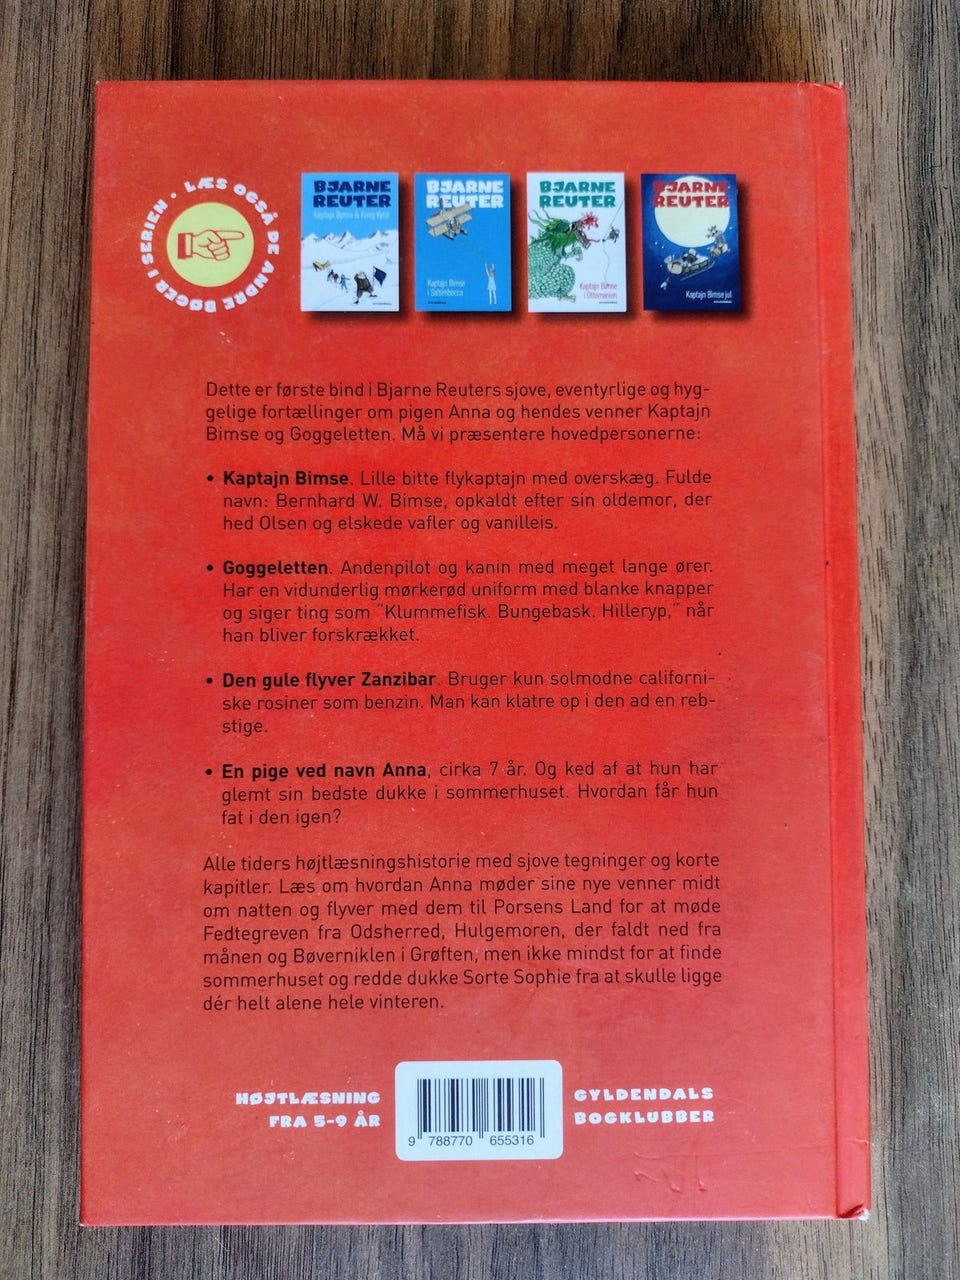 LÆS OGSÅ DE ANDRE BØGER I SERIEN ·
BJARNE
REUTER
Kaptajn Bimse & Kong Kylie
BJARNE
REUTER
Kaptajn Bimse
i Saltimbocca
BJARNE
REUTER
Kaptajn Bimse
i Ottomanien
BJARNE
REUTER
Kaptajn Bimse jul
Dette er første bind i Bjarne Reuters sjove, eventyrlige og hyg-
gelige fortællinger om pigen Anna og hendes venner Kaptajn
Bimse og Goggeletten. Må vi præsentere hovedpersonerne:
• Kaptajn Bimse. Lille bitte flykaptajn med overskæg. Fulde
navn: Bernhard W. Bimse, opkaldt efter sin oldemor, der
hed Olsen og elskede vafler og vanilleis.
• Goggeletten. Andenpilot og kanin med meget lange ører.
Har en vidunderlig mørkerød uniform med blanke knapper
og siger ting som "Klummefisk. Bungebask. Hilleryp," når
han bliver forskrækket.
• Den gule flyver Zanzibar. Bruger kun solmodne californi-
ske rosiner som benzin. Man kan klatre op i den ad en reb-
stige.
• En pige ved navn Anna, cirka 7 år. Og ked af at hun har
glemt sin bedste dukke i sommerhuset. Hvordan får hun
fat i den igen?
Alle tiders højtlæsningshistorie med sjove tegninger og korte
kapitler. Læs om hvordan Anna møder sine nye venner midt
om natten og flyver med dem til Porsens Land for at møde
Fedtegreven fra Odsherred, Hulgemoren, der faldt ned fra
månen og Bøverniklen i Grøften, men ikke mindst for at finde
sommerhuset og redde dukke Sorte Sophie fra at skulle ligge
dér helt alene hele vinteren.
HØJTLÆSNING
FRA 5-9 ÅR
9 788770 655316
GYLDENDALS
BOGKLUBBER